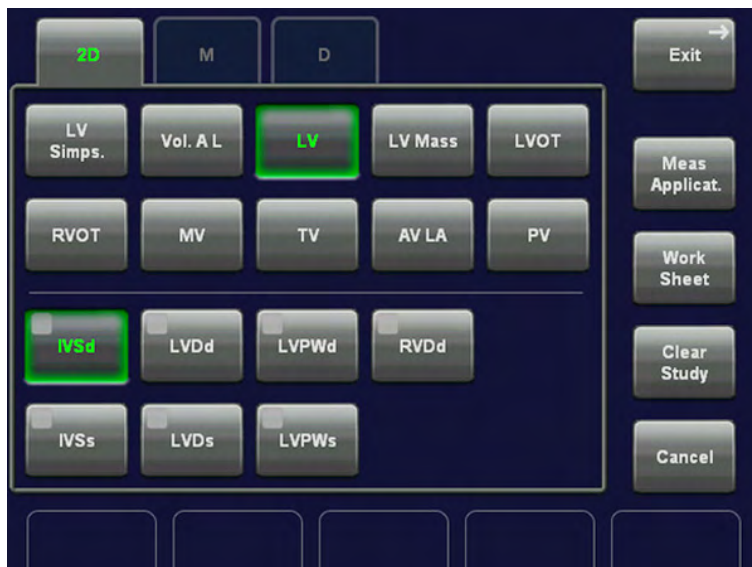 2D
M
D
Exit
LV
Simps.
Vol. A L
LV
LV Mass
LVOT
Meas
Applicat.
RVOT
MV
TV
AV LA
PV
Work
Sheet
IVSd
LVDd
LVPWd
RVDd
Clear
Study
IVSs
LVDs
LVPWs
Cancel